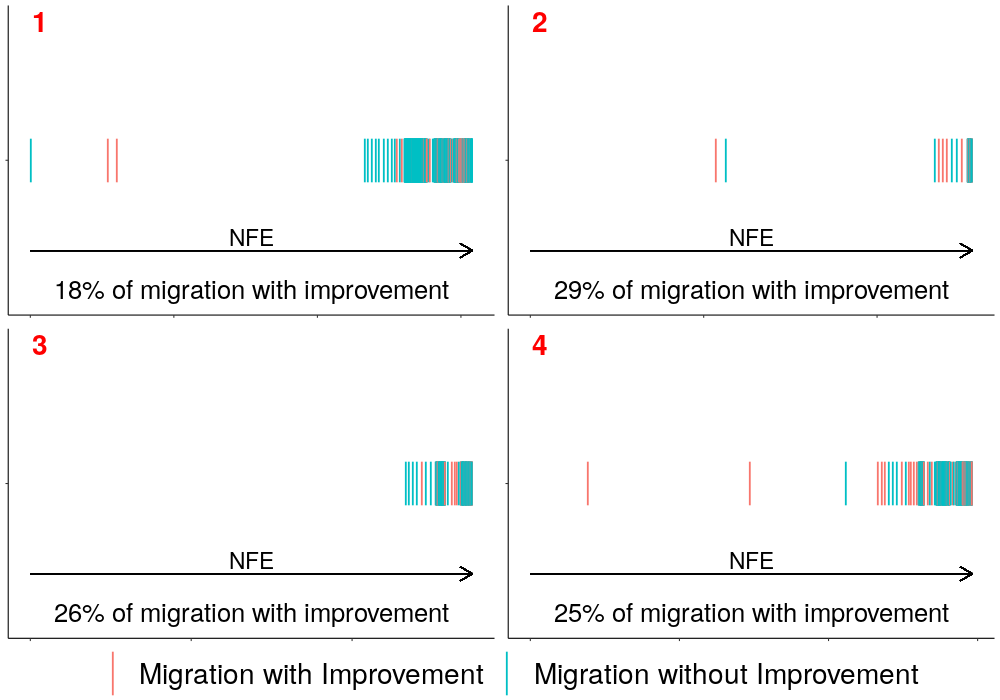 1
NFE
18% of migration with improvement
2
NFE
29% of migration with improvement
3
NFE
26% of migration with improvement
4
NFE
25% of migration with improvement
Migration with Improvement
Migration without Improvement